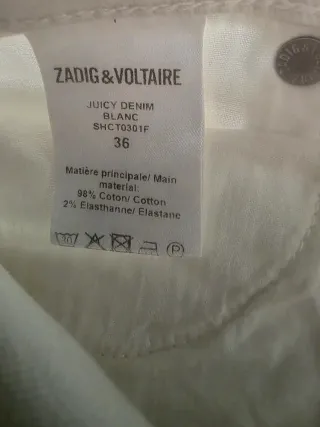 ZADIG&VOLTAIRE
JUICY DENIM
BLANC
SHCT0301F
36
Matière principale/ Main
material:
98% Coton/ Cotton
2% Elasthanne/ Elastane
P